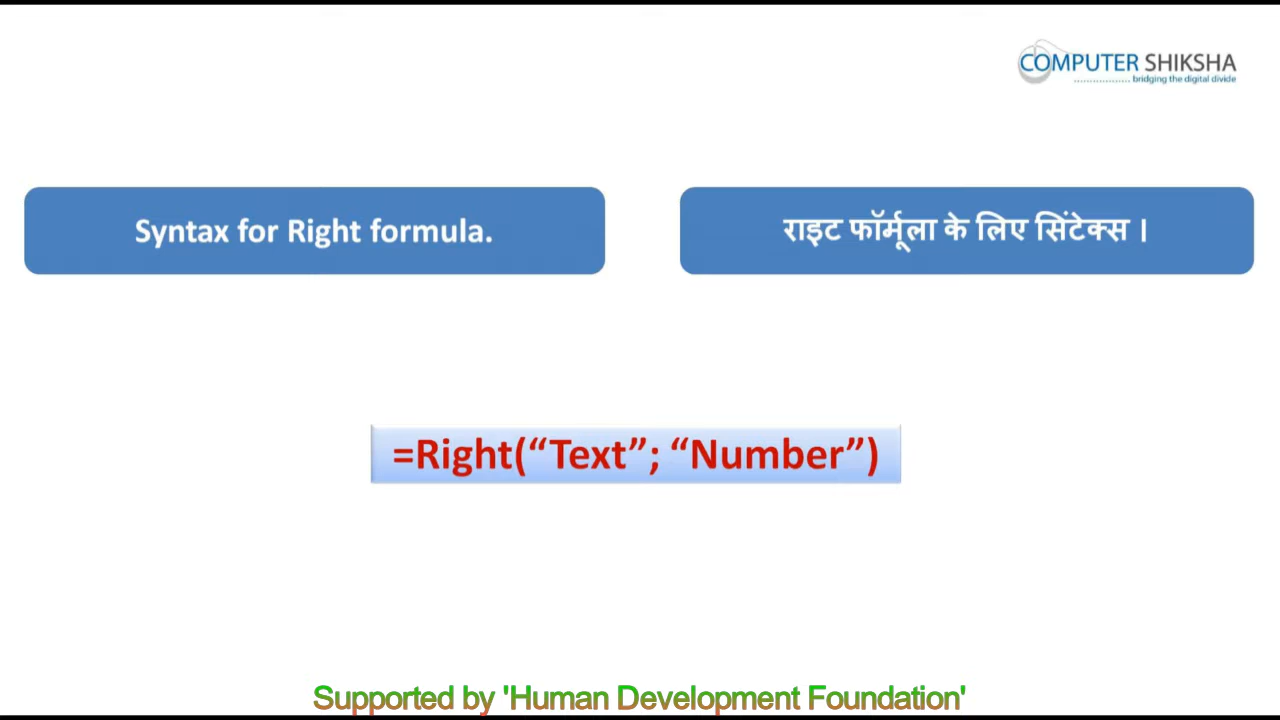 COMPUTER SHIKSHA
bridging the digital divide
Syntax for Right formula.
राइट फॉर्मूला के लिए सिंटेक्स ।
=Right(“Text”; “Number”)
Supported by 'Human Development Foundation'